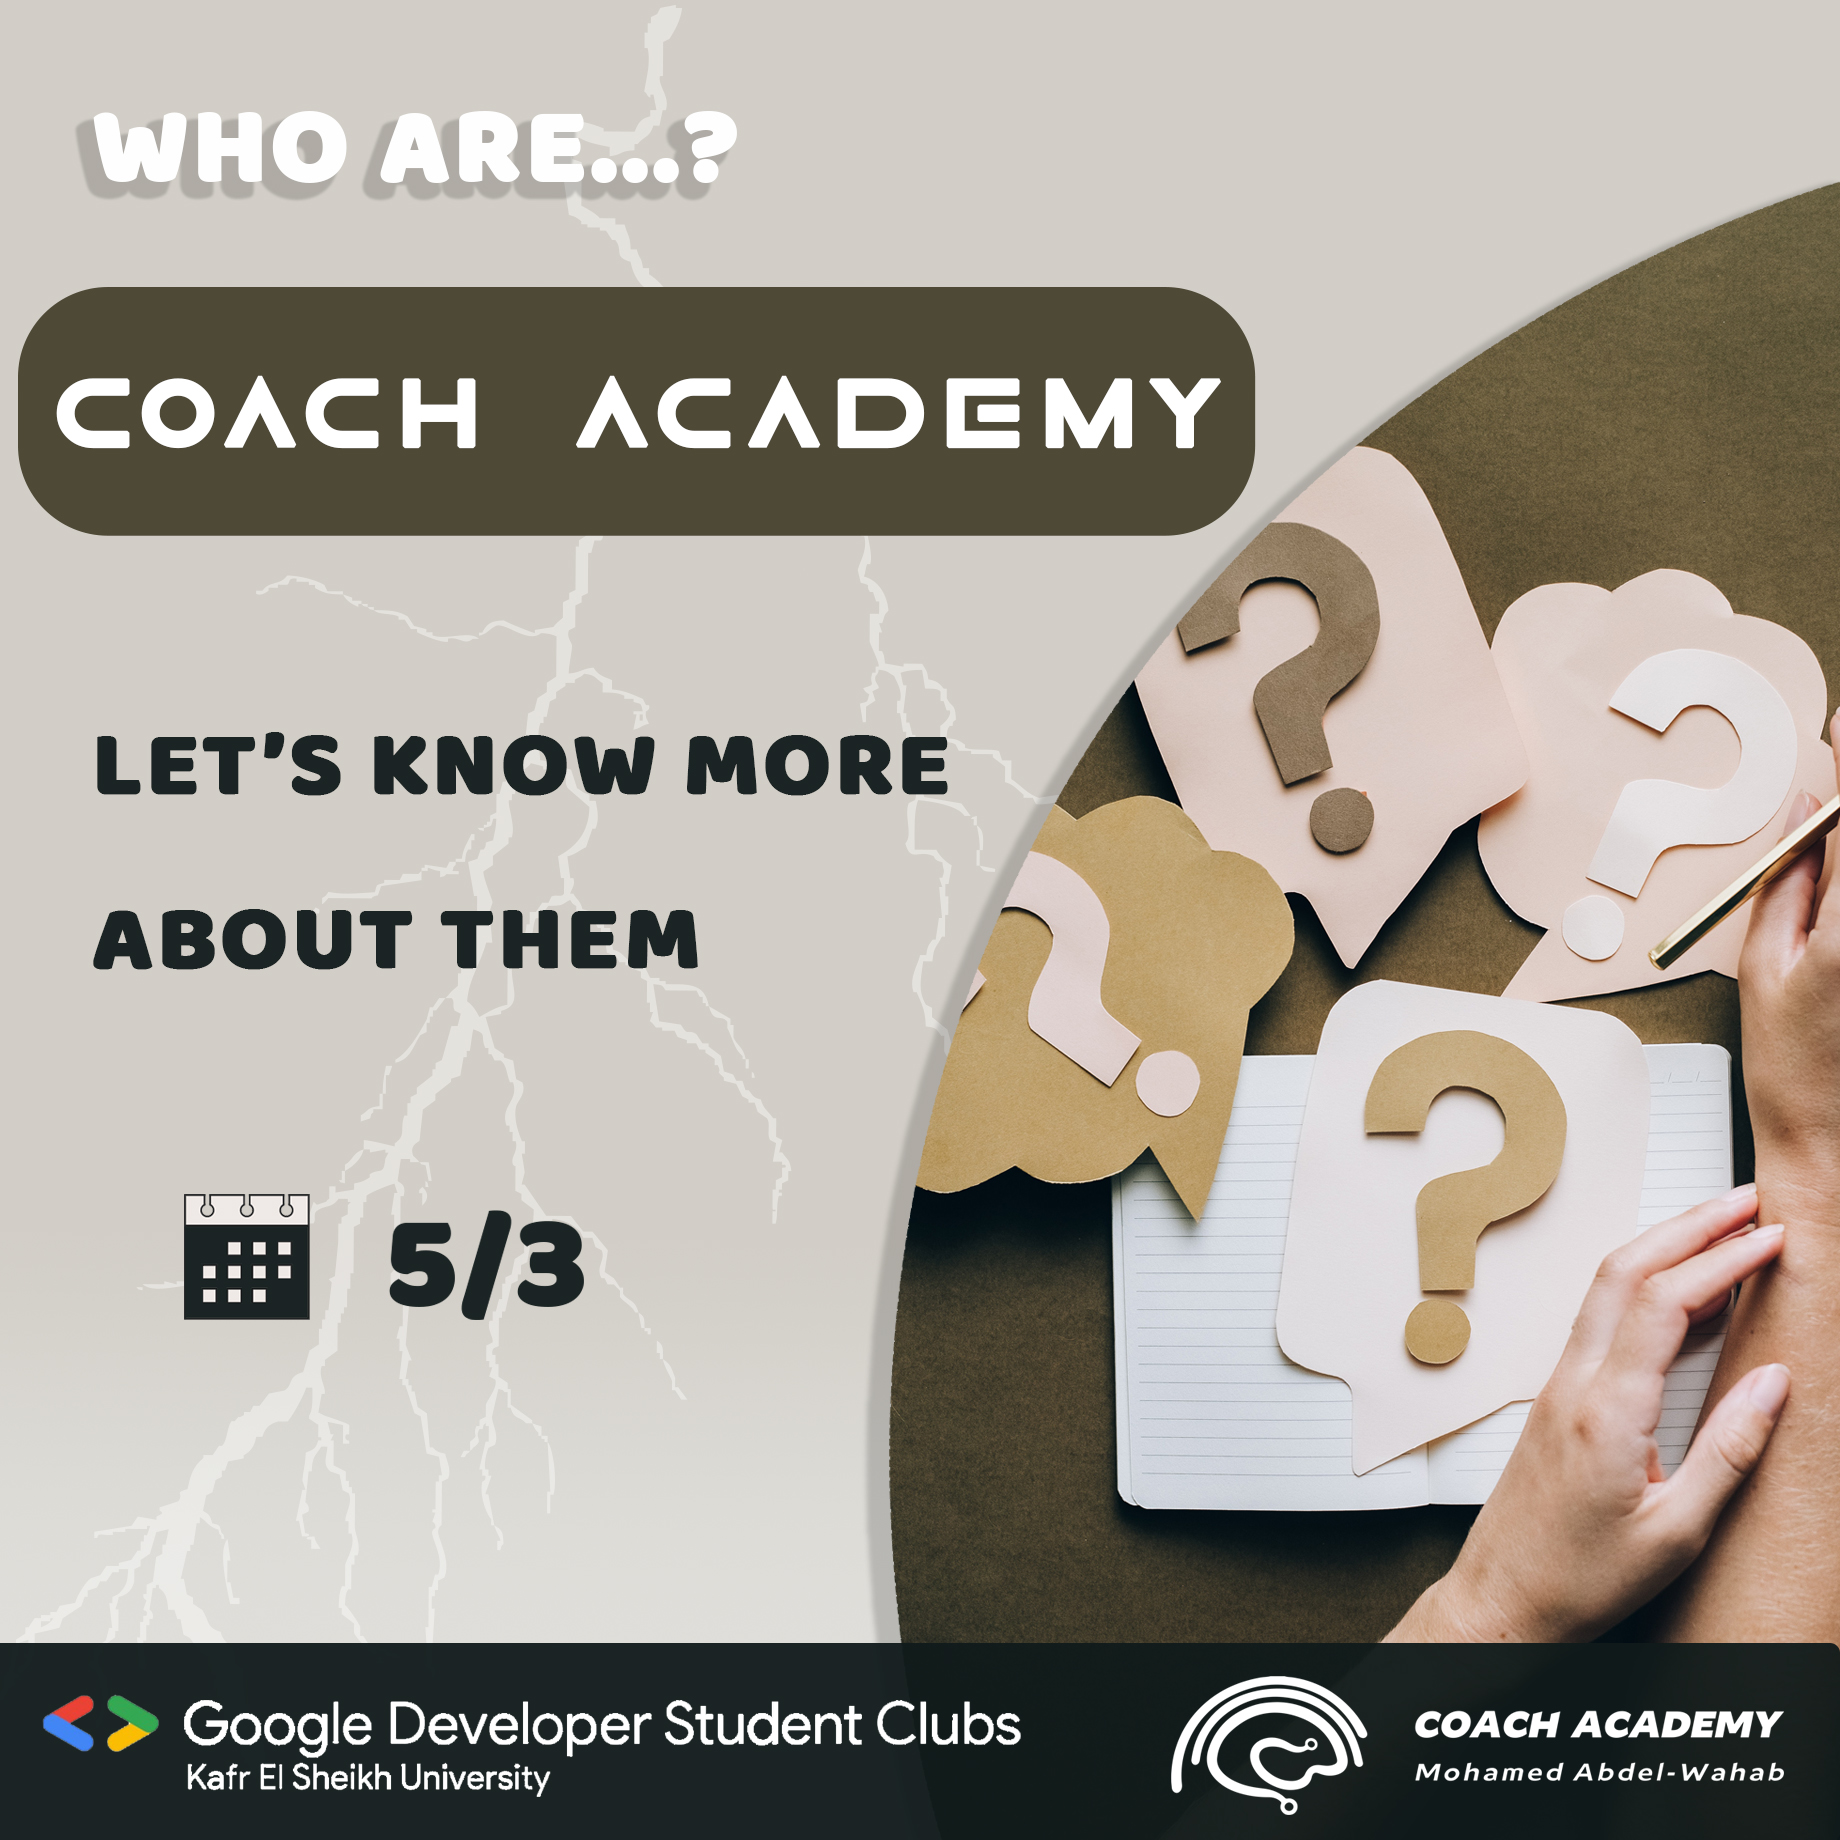 WHO ARE...?
COACH ACADEMY
LET'S KNOW MORE
ABOUT THEM
5/3
Google Developer Student Clubs
Kafr El Sheikh University
COACH ACADEMY
Mohamed Abdel-Wahab